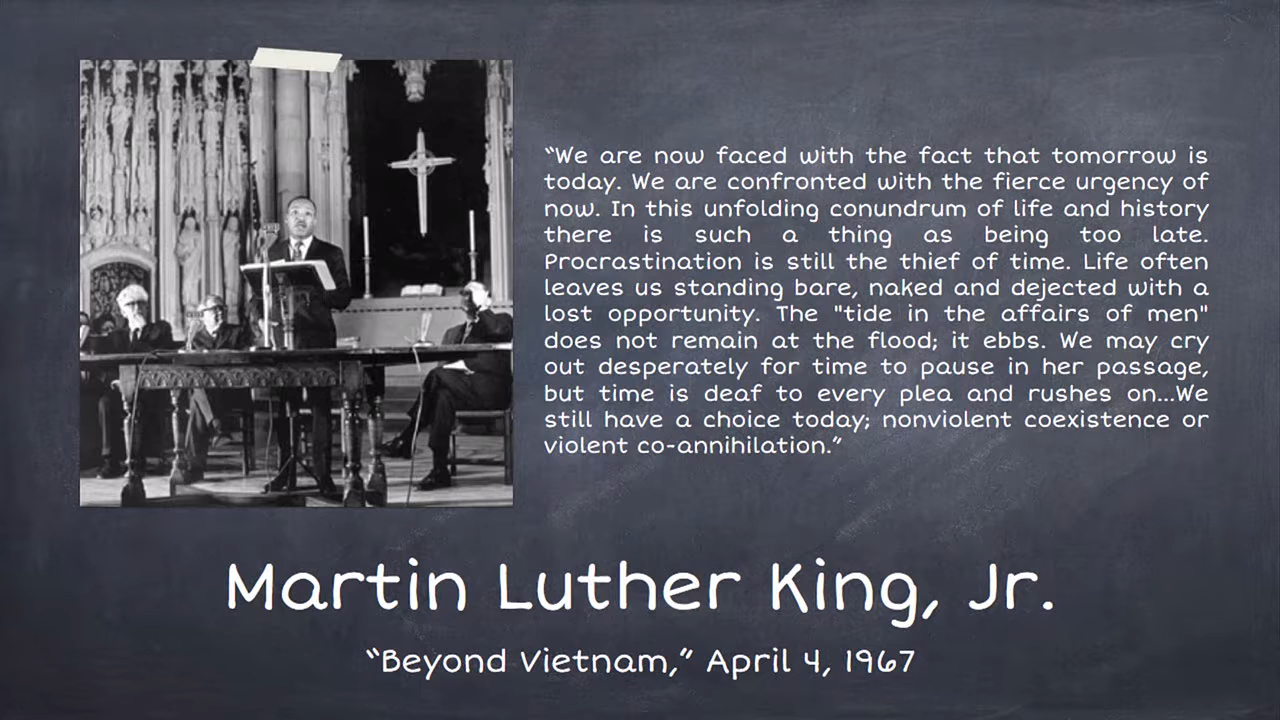 “We are now faced with the fact that tomorrow is
today. We are confronted with the fierce urgency of
now. In this unfolding conundrum of life and history
there is such a thing as being too late.
Procrastination is still the thief of time. Life often
leaves us standing bare, naked and dejected with a
lost opportunity. The "tide in the affairs of men"
does not remain at the flood; it ebbs. We may cry
out desperately for time to pause in her passage,
but time is deaf to every plea and rushes on...We
still have a choice today; nonviolent coexistence or
violent co-annihilation.”
Martin Luther King, Jr.
“Beyond Vietnam,” April 4, 1967